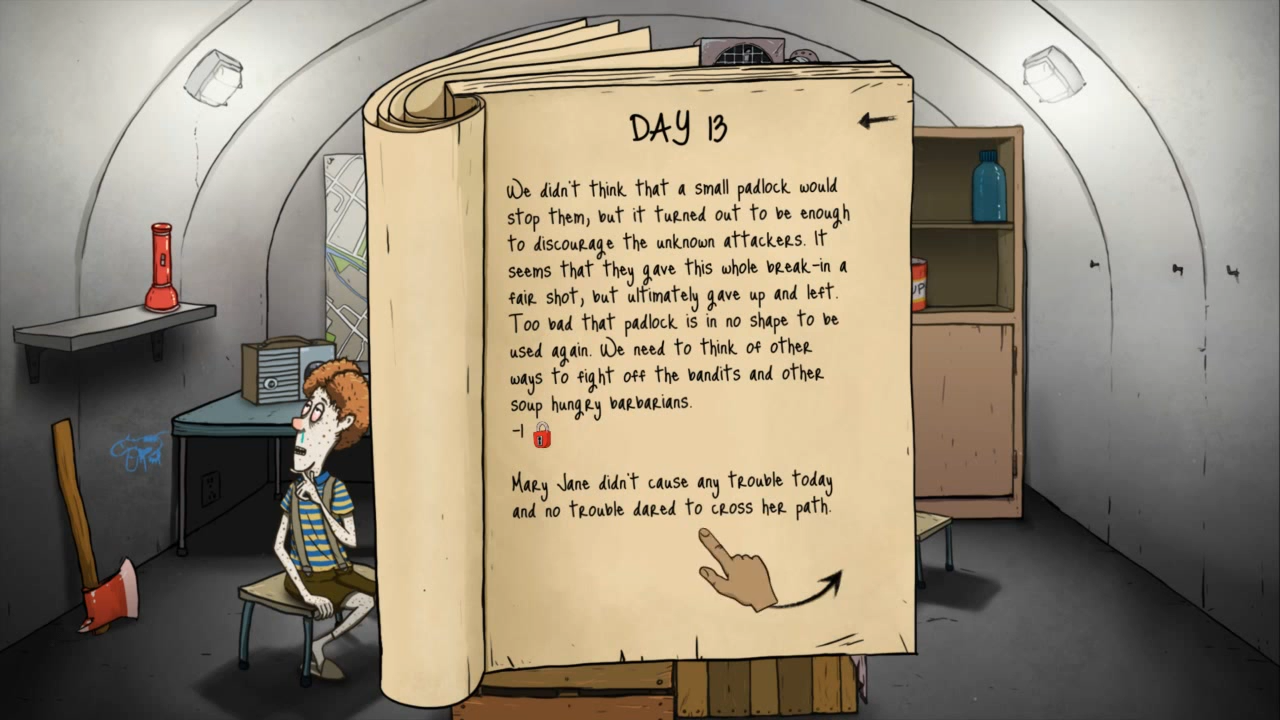 DAY 13
We didn't think that a small padlock would
stop them, but it turned out to be enough
to discourage the unknown attackers. It
seems that they gave this whole break-in a
fair shot, but ultimately gave up and left.
Too bad that padlock is in no shape to be
used again. We need to think of other
ways to fight off the bandits and other
soup hungry barbarians.
-1
Mary Jane didn't cause any trouble today
and no trouble dared to cross her path.
UP